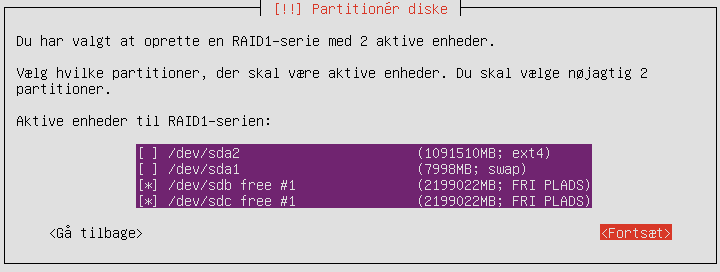 [!!] Partitionér diske
Du har valgt at oprette en RAID1-serie med 2 aktive enheder.
Vælg hvilke partitioner, der skal være aktive enheder. Du skal vælge nøjagtig 2
partitioner.
Aktive enheder til RAID1-serien:
[ ] /dev/sda2 (1091510MB; ext4)
[ ] /dev/sda1 (7998MB; swap)
[*] /dev/sdb free #1 (2199022MB; FRI PLADS)
[*] /dev/sdc free #1 (2199022MB; FRI PLADS)
<Gå tilbage> <Fortsæt>